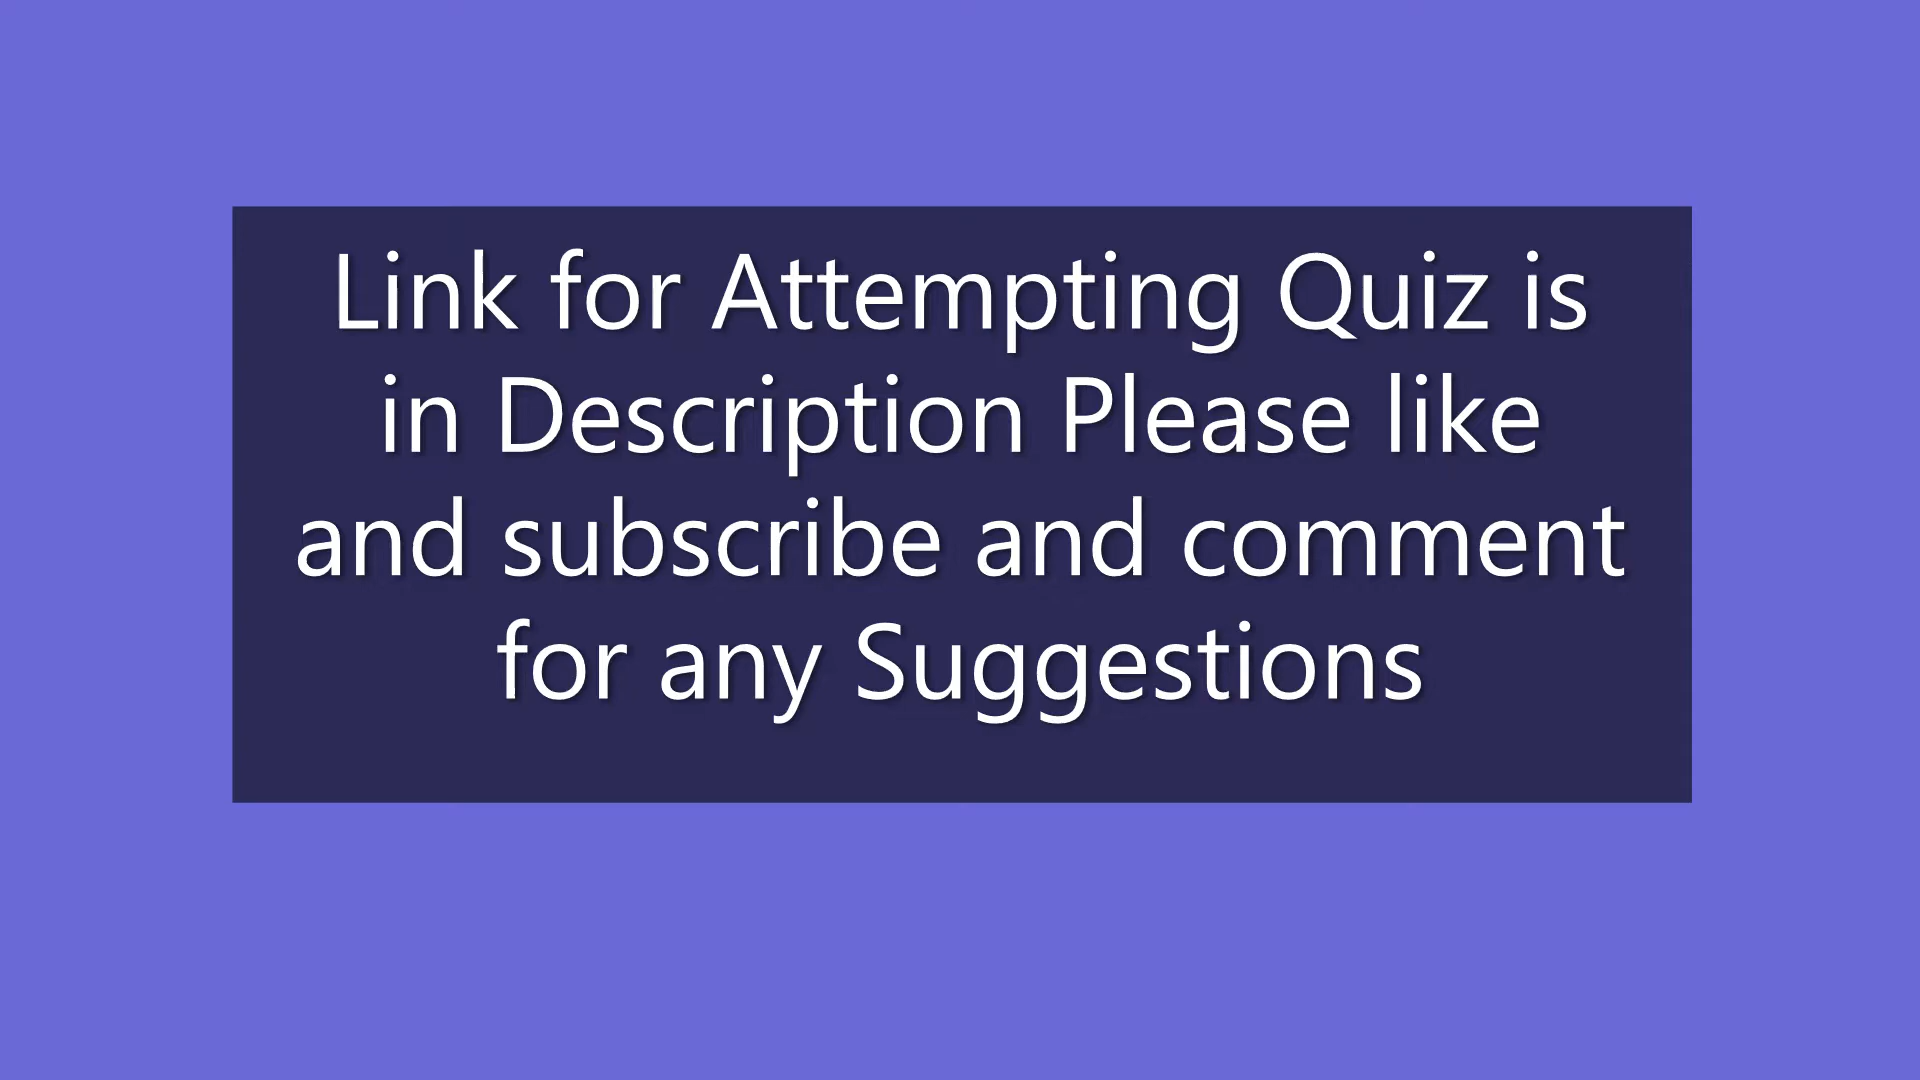 Link for Attempting Quiz is
in Description Please like
and subscribe and comment
for any Suggestions